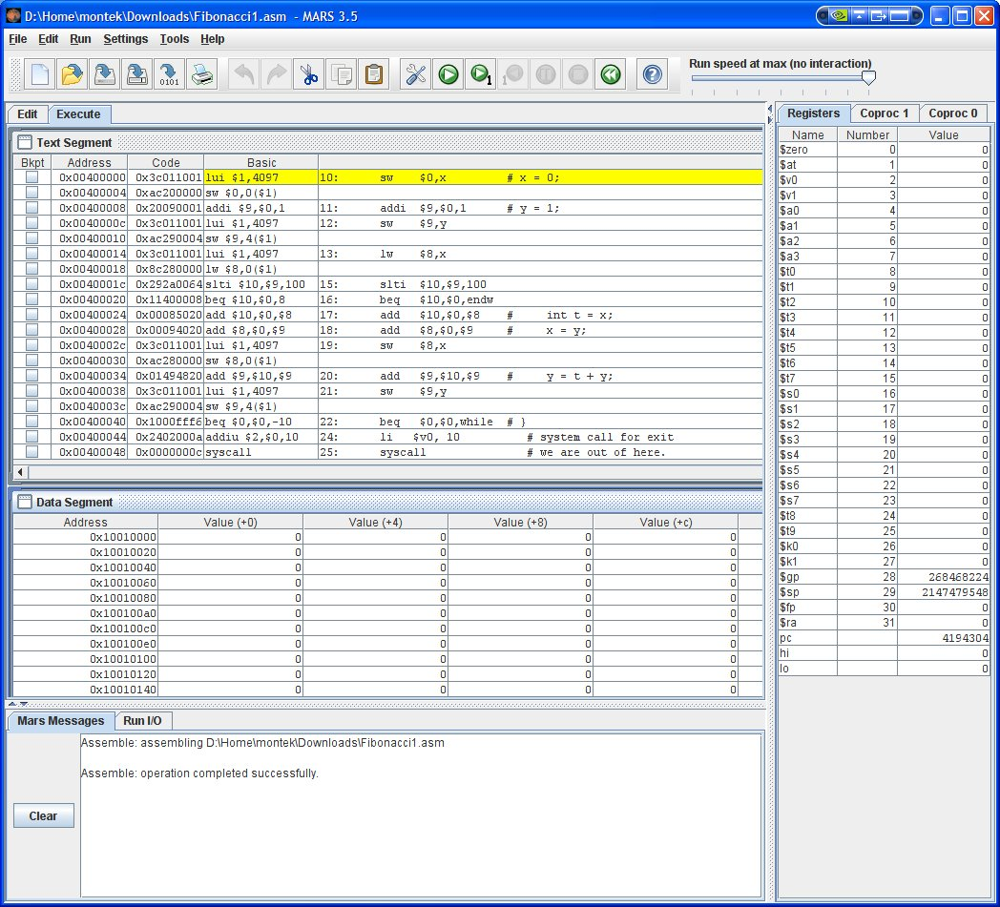 D:\Home\montek\Downloads\Fibonacci1.asm - MARS 3.5
File Edit Run Settings Tools Help
Run speed at max (no interaction)
0101
1
1
Edit Execute
Registers Coproc 1 Coproc 0
Text Segment
Bkpt Address Code Basic
0x00400000 0x3c011001 lui $1,4097 10: sw $0,x # x = 0;
0x00400004 0xac200000 sw $0,0($1)
0x00400008 0x20090001 addi $9,$0,1 11: addi $9,$0,1 # y = 1;
0x0040000c 0x3c011001 lui $1,4097 12: sw $9,y
0x00400010 0xac290004 sw $9,4($1)
0x00400014 0x3c011001 lui $1,4097 13: lw $8,x
0x00400018 0x8c280000 lw $8,0($1)
0x0040001c 0x292a0064 slti $10,$9,100 15: slti $10,$9,100
0x00400020 0x11400008 beq $10,$0,8 16: beq $10,$0,endw
0x00400024 0x00085020 add $10,$0,$8 17: add $10,$0,$8 # int t = x;
0x00400028 0x00094020 add $8,$0,$9 18: add $8,$0,$9 # x = y;
0x0040002c 0x3c011001 lui $1,4097 19: sw $8,x
0x00400030 0xac280000 sw $8,0($1)
0x00400034 0x01494820 add $9,$10,$9 20: add $9,$10,$9 # y = t + y;
0x00400038 0x3c011001 lui $1,4097 21: sw $9,y
0x0040003c 0xac290004 sw $9,4($1)
0x00400040 0x1000fff6 beq $0,$0,-10 22: beq $0,$0,while # }
0x00400044 0x2402000a addiu $2,$0,10 24: li $v0, 10 # system call for exit
0x00400048 0x0000000c syscall 25: syscall # we are out of here.
Data Segment
Address Value (+0) Value (+4) Value (+8) Value (+c)
0x10010000 0 0 0 0
0x10010020 0 0 0 0
0x10010040 0 0 0 0
0x10010060 0 0 0 0
0x10010080 0 0 0 0
0x100100a0 0 0 0 0
0x100100c0 0 0 0 0
0x100100e0 0 0 0 0
0x10010100 0 0 0 0
0x10010120 0 0 0 0
0x10010140 0 0 0 0
Mars Messages Run I/O
Assemble: assembling D:\Home\montek\Downloads\Fibonacci1.asm
Assemble: operation completed successfully.
Clear
Name Number Value
$zero 0 0
$at 1 0
$v0 2 0
$v1 3 0
$a0 4 0
$a1 5 0
$a2 6 0
$a3 7 0
$t0 8 0
$t1 9 0
$t2 10 0
$t3 11 0
$t4 12 0
$t5 13 0
$t6 14 0
$t7 15 0
$s0 16 0
$s1 17 0
$s2 18 0
$s3 19 0
$s4 20 0
$s5 21 0
$s6 22 0
$s7 23 0
$t8 24 0
$t9 25 0
$k0 26 0
$k1 27 0
$gp 28 268468224
$sp 29 2147479548
$fp 30 0
$ra 31 0
pc 4194304
hi 0
lo 0